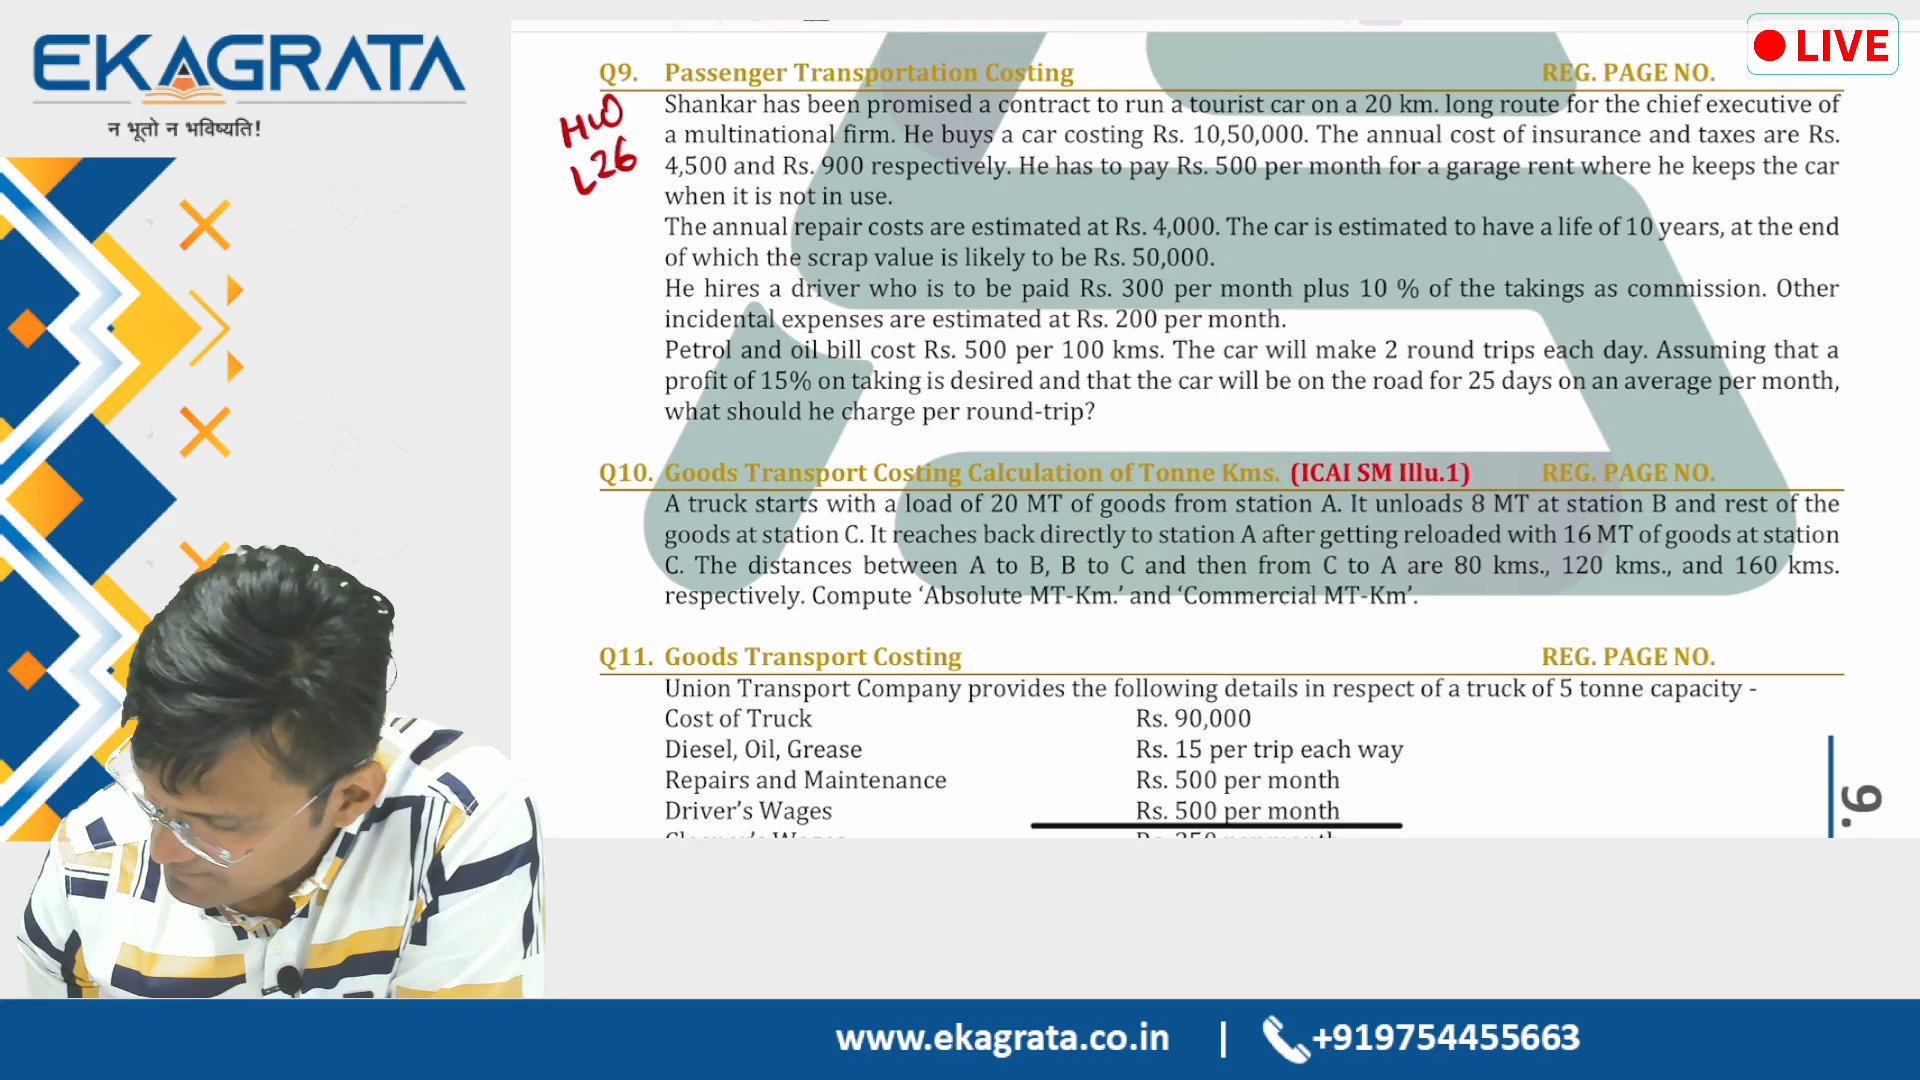 EKAGRATA
न भूतो न भविष्यति!
LIVE
Q9. Passenger Transportation Costing REG. PAGE NO.
HW
L26
Shankar has been promised a contract to run a tourist car on a 20 km. long route for the chief executive of
a multinational firm. He buys a car costing Rs. 10,50,000. The annual cost of insurance and taxes are Rs.
4,500 and Rs. 900 respectively. He has to pay Rs. 500 per month for a garage rent where he keeps the car
when it is not in use.
The annual repair costs are estimated at Rs. 4,000. The car is estimated to have a life of 10 years, at the end
of which the scrap value is likely to be Rs. 50,000.
He hires a driver who is to be paid Rs. 300 per month plus 10 % of the takings as commission. Other
incidental expenses are estimated at Rs. 200 per month.
Petrol and oil bill cost Rs. 500 per 100 kms. The car will make 2 round trips each day. Assuming that a
profit of 15% on taking is desired and that the car will be on the road for 25 days on an average per month,
what should he charge per round-trip?
Q10. Goods Transport Costing Calculation of Tonne Kms. (ICAI SM Illu.1) REG. PAGE NO.
A truck starts with a load of 20 MT of goods from station A. It unloads 8 MT at station B and rest of the
goods at station C. It reaches back directly to station A after getting reloaded with 16 MT of goods at station
C. The distances between A to B, B to C and then from C to A are 80 kms., 120 kms., and 160 kms.
respectively. Compute ‘Absolute MT-Km.’ and ‘Commercial MT-Km’.
Q11. Goods Transport Costing REG. PAGE NO.
Union Transport Company provides the following details in respect of a truck of 5 tonne capacity -
Cost of Truck Rs. 90,000
Diesel, Oil, Grease Rs. 15 per trip each way
Repairs and Maintenance Rs. 500 per month
Driver’s Wages Rs. 500 per month
9.
www.ekagrata.co.in | +919754455663